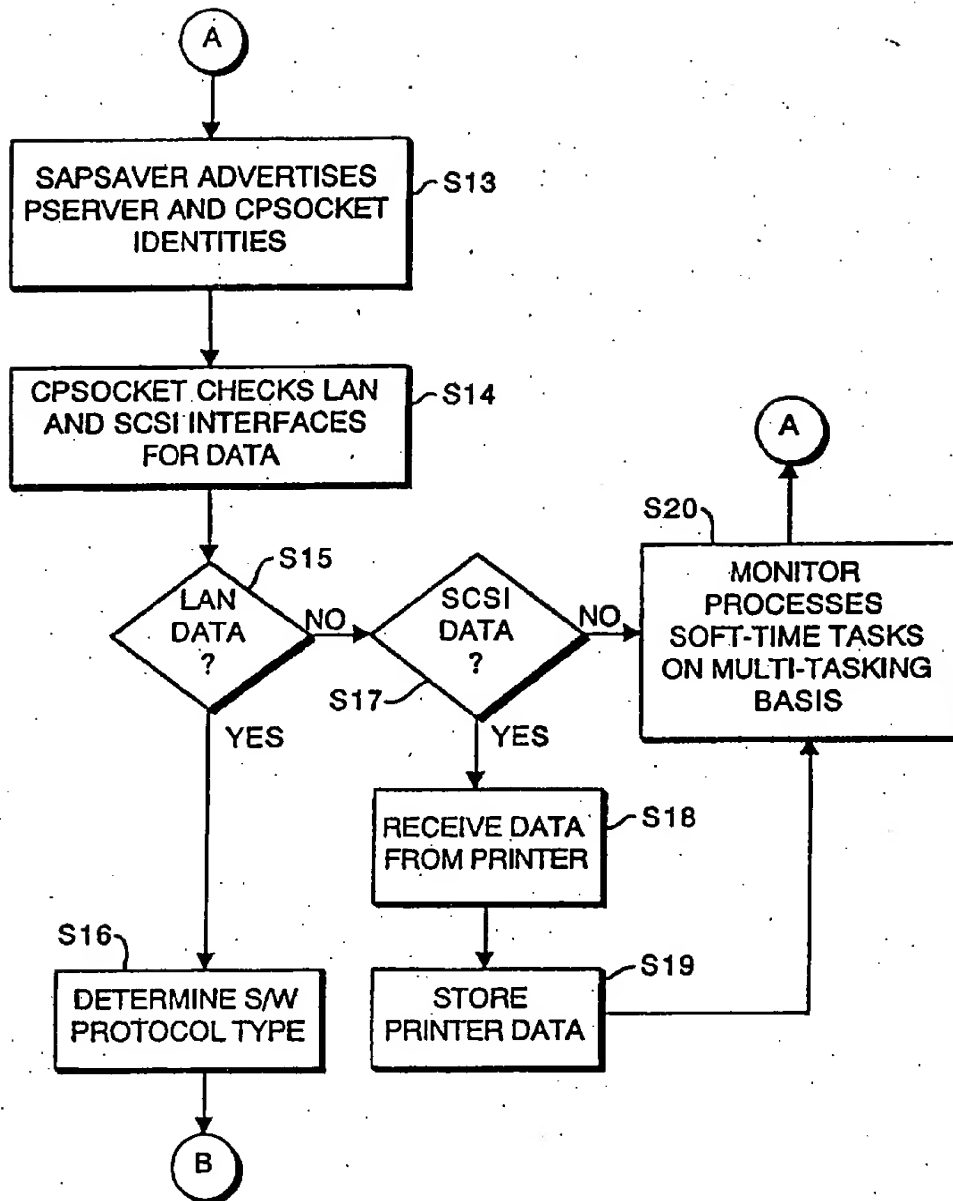 A
SAPSAVER ADVERTISES
PSERVER AND CPSOCKET
IDENTITIES
S13
CPSOCKET CHECKS LAN
AND SCSI INTERFACES
FOR DATA
S14
LAN
DATA
?
S15
NO
YES
SCSI
DATA
?
S17
NO
YES
A
S20
MONITOR
PROCESSES
SOFT-TIME TASKS
ON MULTI-TASKING
BASIS
RECEIVE DATA
FROM PRINTER
S18
S16
DETERMINE S/W
PROTOCOL TYPE
STORE
PRINTER DATA
S19
B